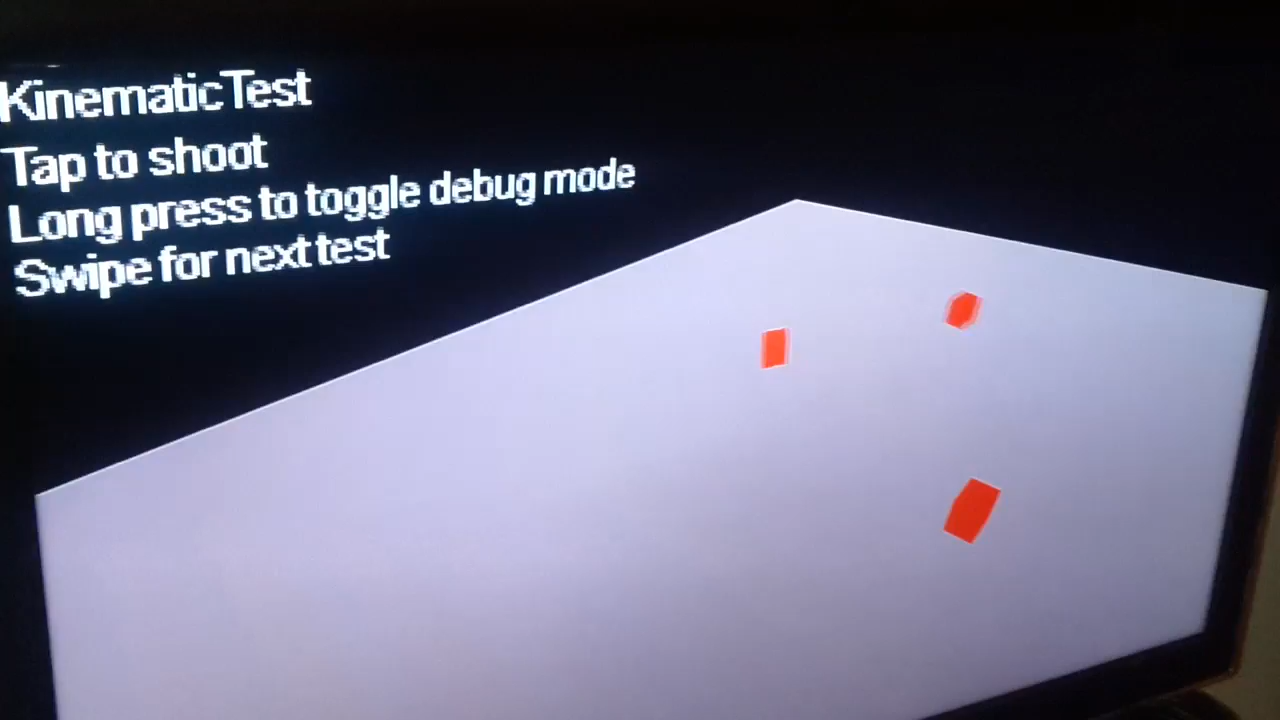 KinematicTest
Tap to shoot
Long press to toggle debug mode
Swipe for next test